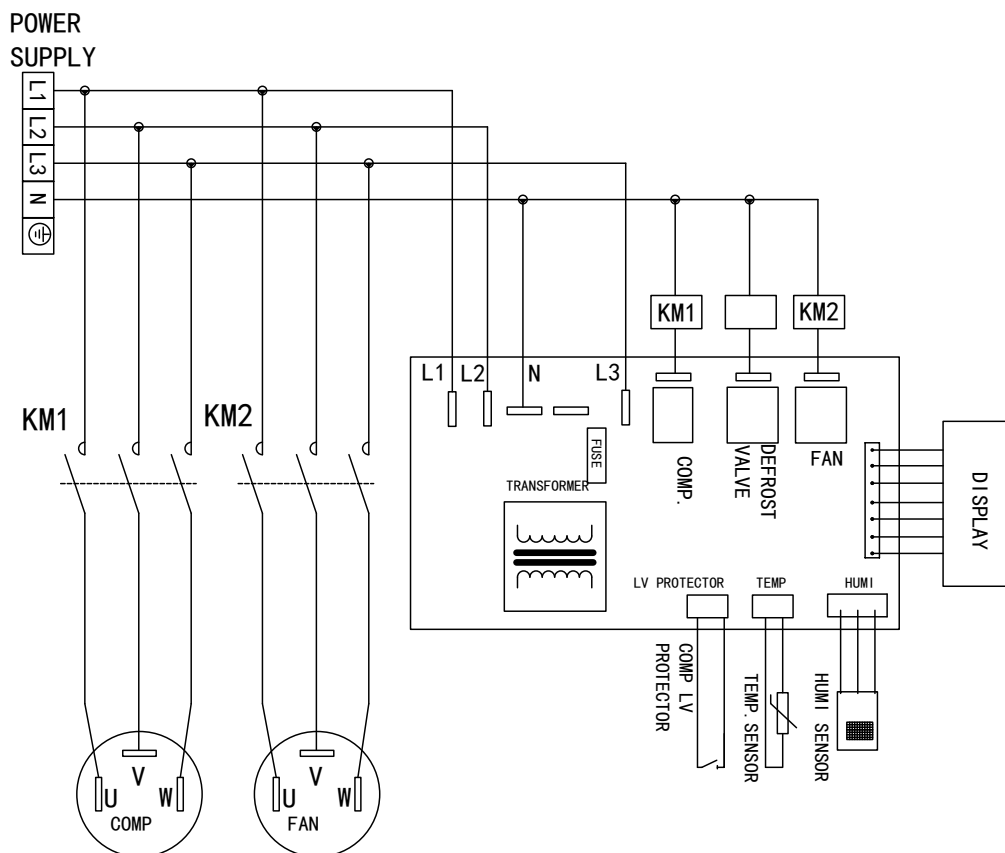 POWER
SUPPLY
L1
L2
L3
N
KM1
KM2
L1
L2
N
L3
KM1
KM2
FUSE
COMP.
DEFROST
VALVE
FAN
TRANSFORMER
DISPLAY
LV PROTECTOR
TEMP
HUMI
COMP LV
PROTECTOR
TEMP. SENSOR
HUMI SENSOR
U
V
W
COMP
U
V
W
FAN